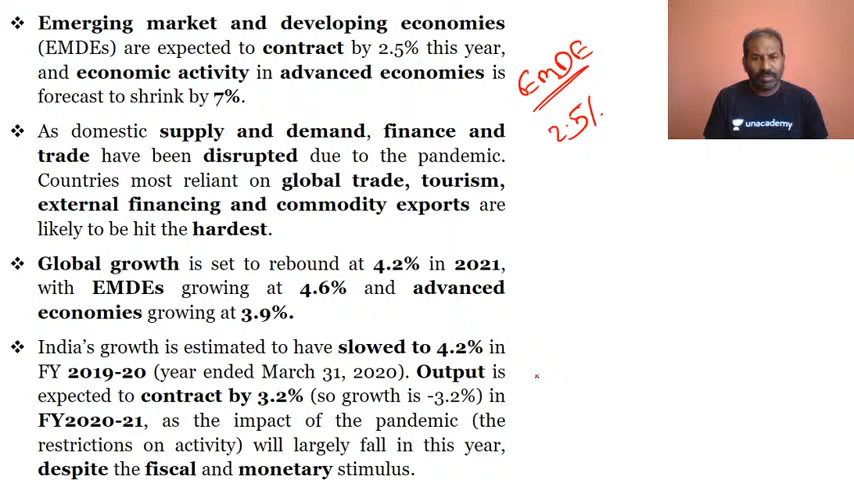 ❖ Emerging market and developing economies
(EMDEs) are expected to contract by 2.5% this year,
and economic activity in advanced economies is
forecast to shrink by 7%.
❖ As domestic supply and demand, finance and
trade have been disrupted due to the pandemic.
Countries most reliant on global trade, tourism,
external financing and commodity exports are
likely to be hit the hardest.
❖ Global growth is set to rebound at 4.2% in 2021,
with EMDEs growing at 4.6% and advanced
economies growing at 3.9%.
❖ India’s growth is estimated to have slowed to 4.2% in
FY 2019-20 (year ended March 31, 2020). Output is
expected to contract by 3.2% (so growth is -3.2%) in
FY2020-21, as the impact of the pandemic (the
restrictions on activity) will largely fall in this year,
despite the fiscal and monetary stimulus.
EMDE
2.5%
unacademy